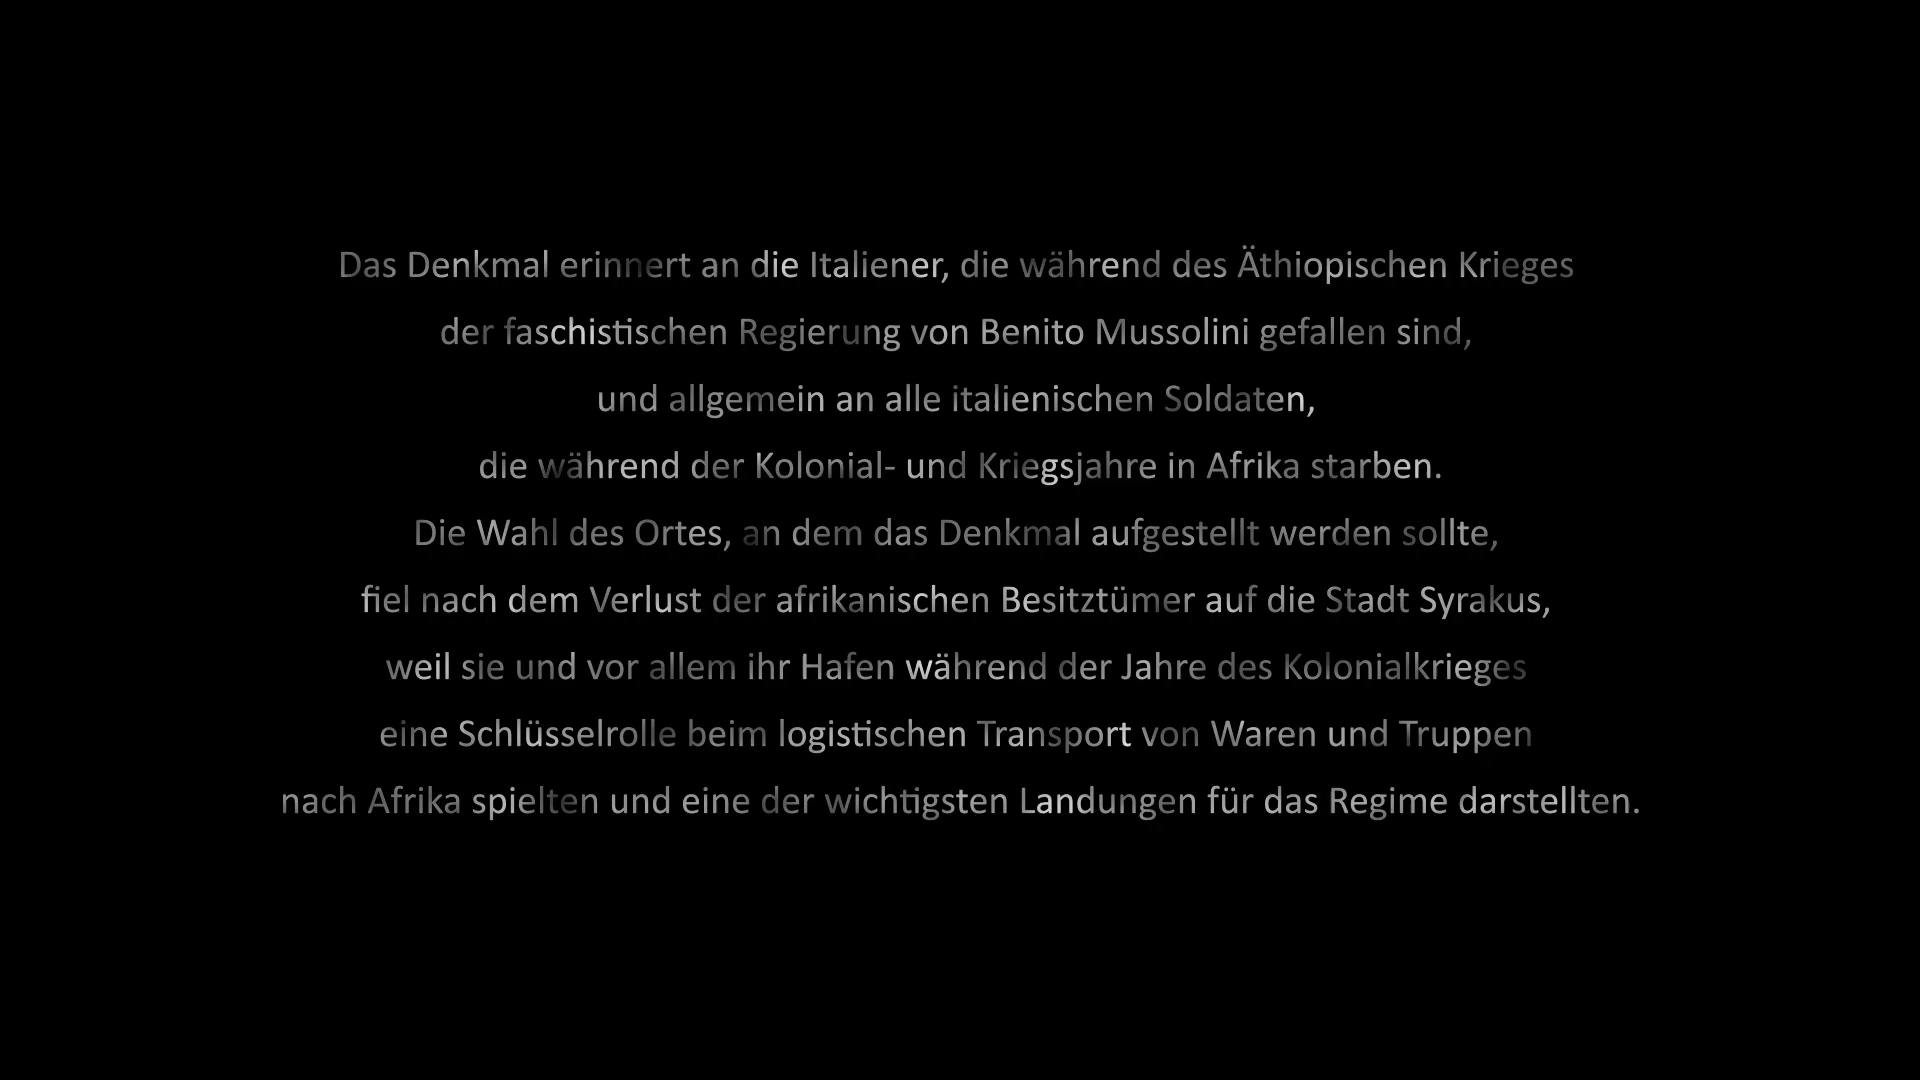 Das Denkmal erinnert an die Italiener, die während des Äthiopischen Krieges
der faschistischen Regierung von Benito Mussolini gefallen sind,
und allgemein an alle italienischen Soldaten,
die während der Kolonial- und Kriegsjahre in Afrika starben.
Die Wahl des Ortes, an dem das Denkmal aufgestellt werden sollte,
fiel nach dem Verlust der afrikanischen Besitztümer auf die Stadt Syrakus,
weil sie und vor allem ihr Hafen während der Jahre des Kolonialkrieges
eine Schlüsselrolle beim logistischen Transport von Waren und Truppen
nach Afrika spielten und eine der wichtigsten Landungen für das Regime darstellten.